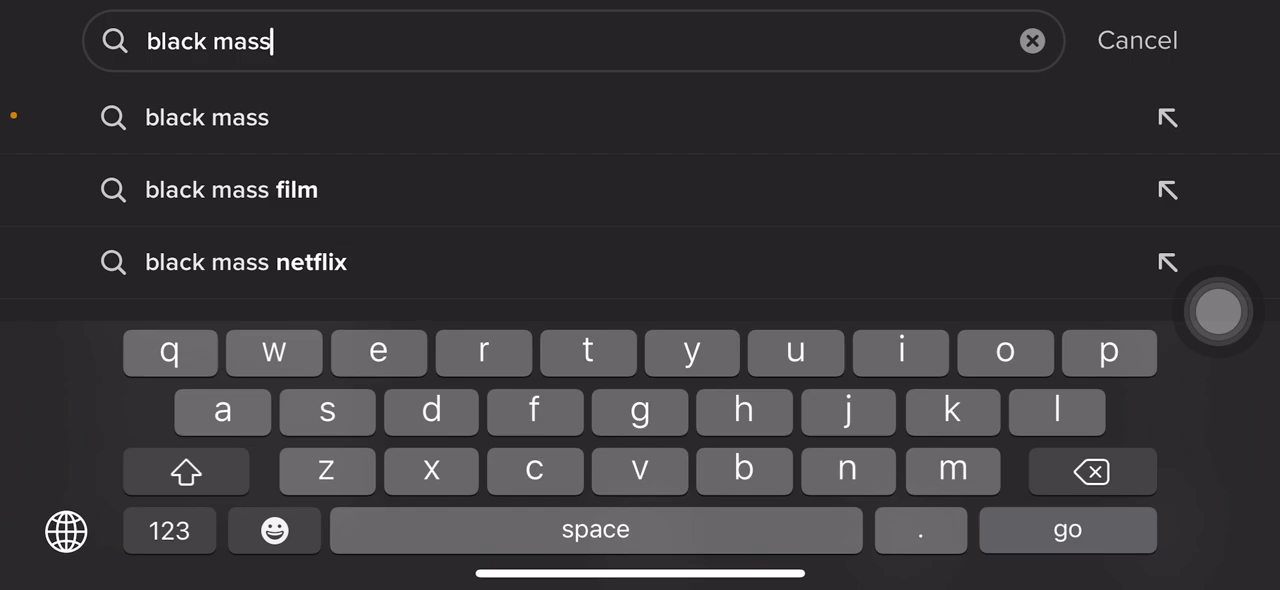 black mass Cancel
black mass
black mass film
black mass netflix
q w e r t y u i o p
a s d f g h j k l
z x c v b n m
123 space . go